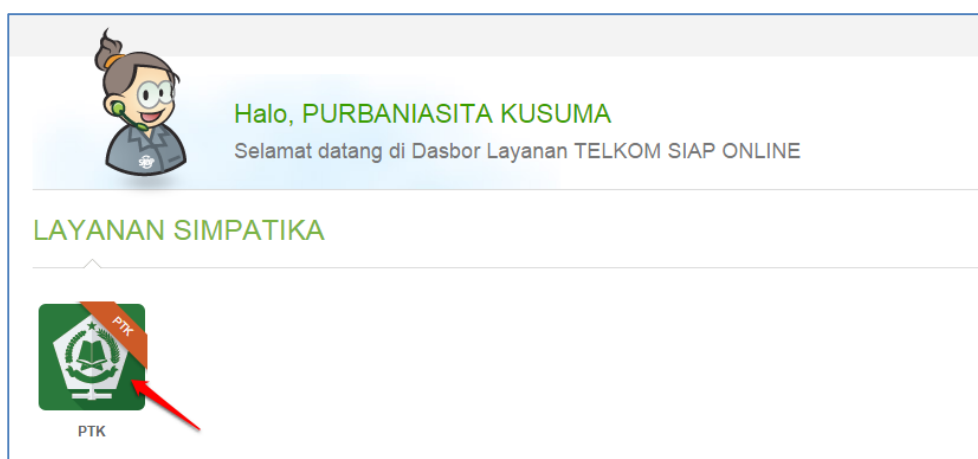 Halo, PURBANIASITA KUSUMA
Selamat datang di Dasbor Layanan TELKOM SIAP ONLINE
LAYANAN SIMPATIKA
PTK
PTK